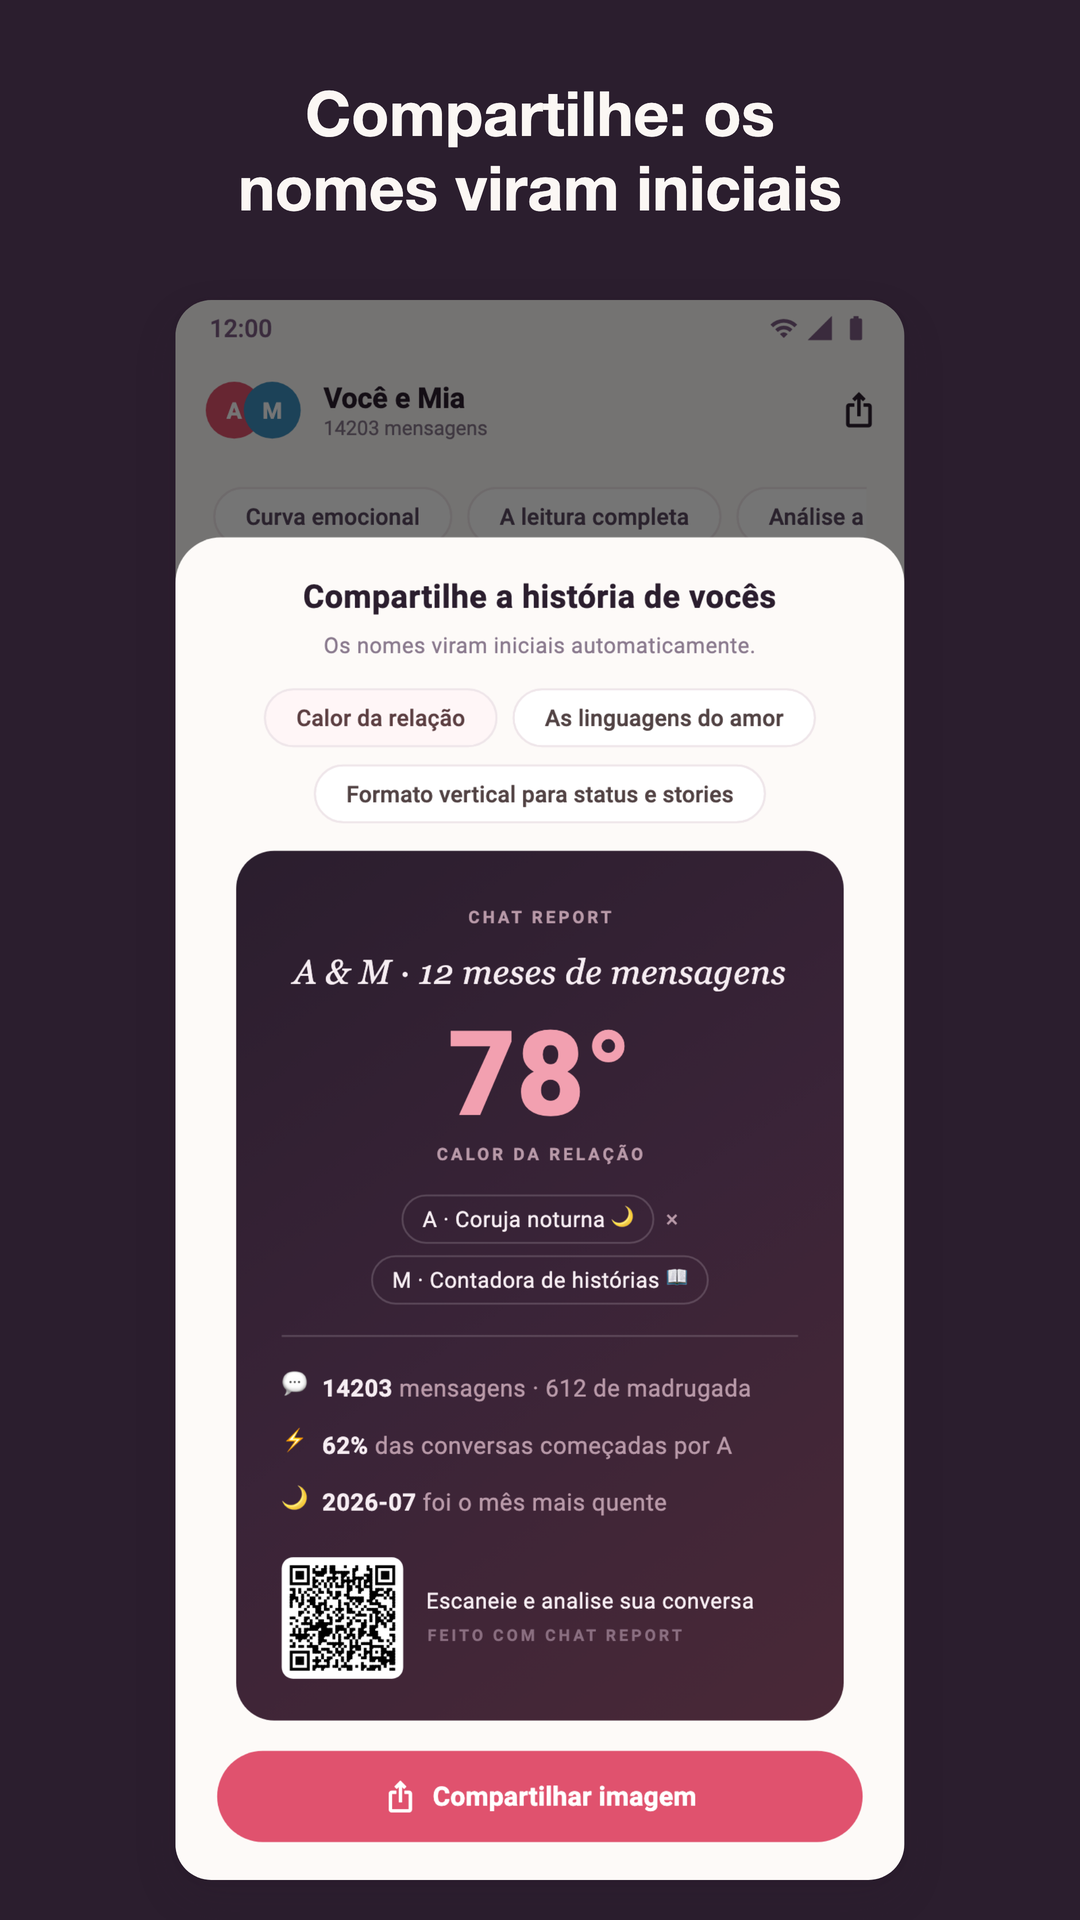 Compartilhe: os
nomes viram iniciais
12:00
A M
Você e Mia
14203 mensagens
Curva emocional
A leitura completa
Análise a
Compartilhe a história de vocês
Os nomes viram iniciais automaticamente.
Calor da relação
As linguagens do amor
Formato vertical para status e stories
CHAT REPORT
A & M · 12 meses de mensagens
78°
CALOR DA RELAÇÃO
A · Coruja noturna 🌙 ×
M · Contadora de histórias 📖
💬 14203 mensagens · 612 de madrugada
⚡ 62% das conversas começadas por A
🌙 2026-07 foi o mês mais quente
Escaneie e analise sua conversa
FEITO COM CHAT REPORT
Compartilhar imagem